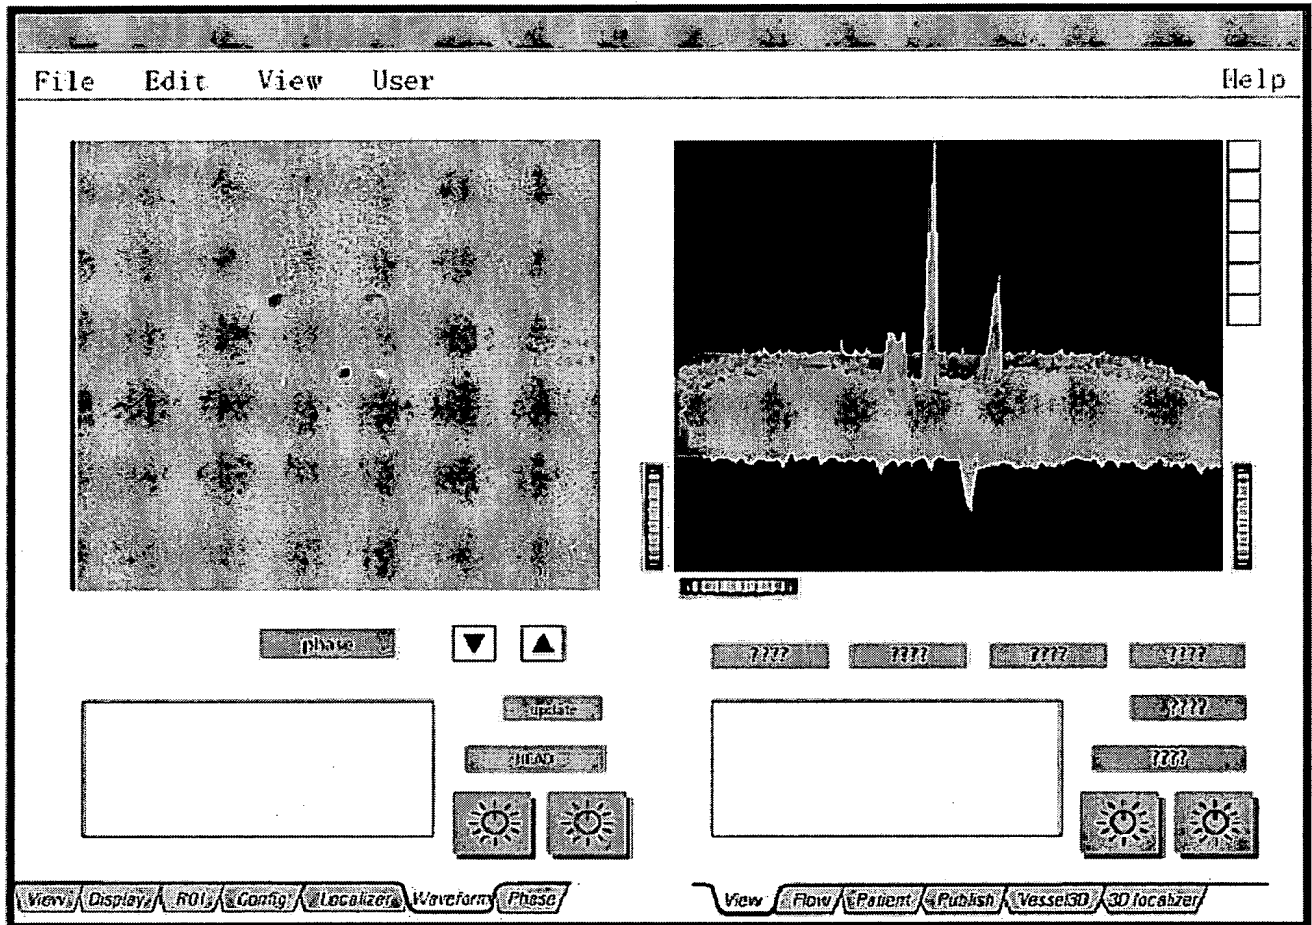 File Edit View User Help
phase
???? ???? ???? ????
update
?????
HEAD
????
View Display ROI Config Localizer Waveform Phase
View Flow Patient Publish Vessel3D 3D localizer